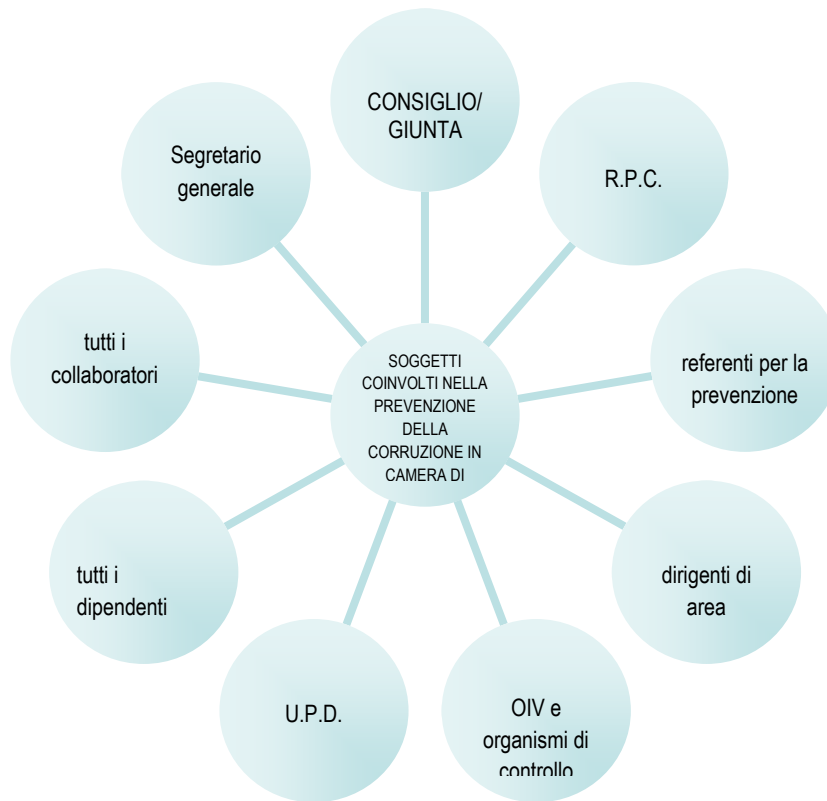 CONSIGLIO/
GIUNTA
R.P.C.
referenti per la
prevenzione
dirigenti di
area
OIV e
organismi di
controllo
U.P.D.
tutti i
dipendenti
tutti i
collaboratori
Segretario
generale
SOGGETTI
COINVOLTI NELLA
PREVENZIONE
DELLA
CORRUZIONE IN
CAMERA DI